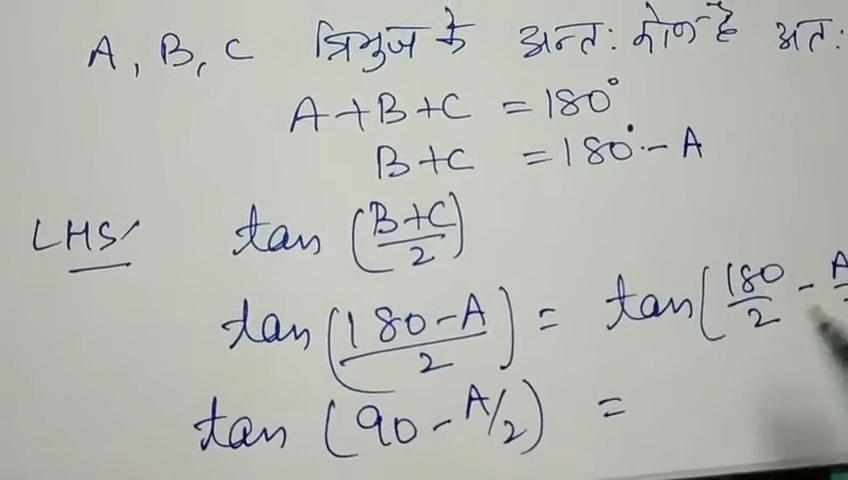 A, B, C त्रिभुज के अन्त: कोण है अत:
A+B+C = 180°
B+C = 180° - A
LHS tan (B+C/2)
tan (180-A/2) = tan (180/2 - A/
tan (90 - A/2) =